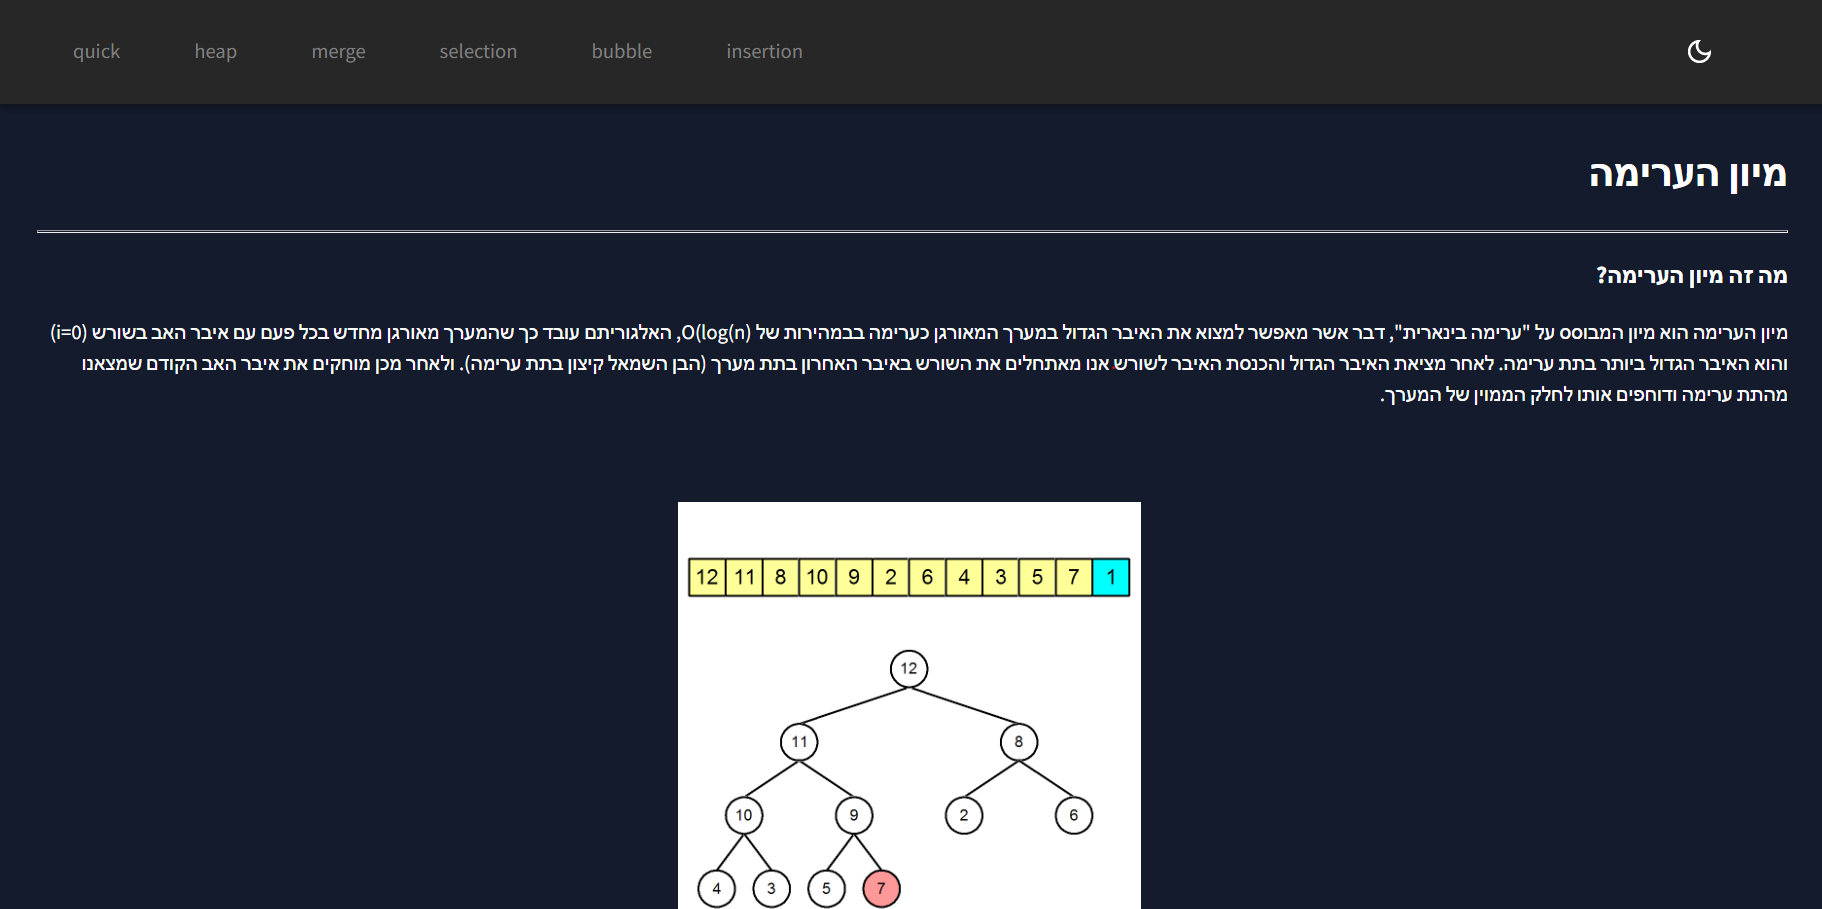 quick heap merge selection bubble insertion
מיון הערימה
מה זה מיון הערימה?
מיון הערימה הוא מיון המבוסס על "ערימה בינארית", דבר אשר מאפשר למצוא את האיבר הגדול במערך המאורגן כערימה בבמהירות של O(log(n), האלגוריתם עובד כך שהמערך מאורגן מחדש בכל פעם עם איבר האב בשורש (i=0)
והוא האיבר הגדול ביותר בתת ערימה. לאחר מציאת האיבר הגדול והכנסת האיבר לשורש אנו מאתחלים את השורש באיבר האחרון בתת מערך (הבן השמאל קיצון בתת ערימה). ולאחר מכן מוחקים את איבר האב הקודם שמצאנו
מהתת ערימה ודוחפים אותו לחלק הממוין של המערך.
12 11 8 10 9 2 6 4 3 5 7 1
12
11 8
10 9 2 6
4 3 5 7